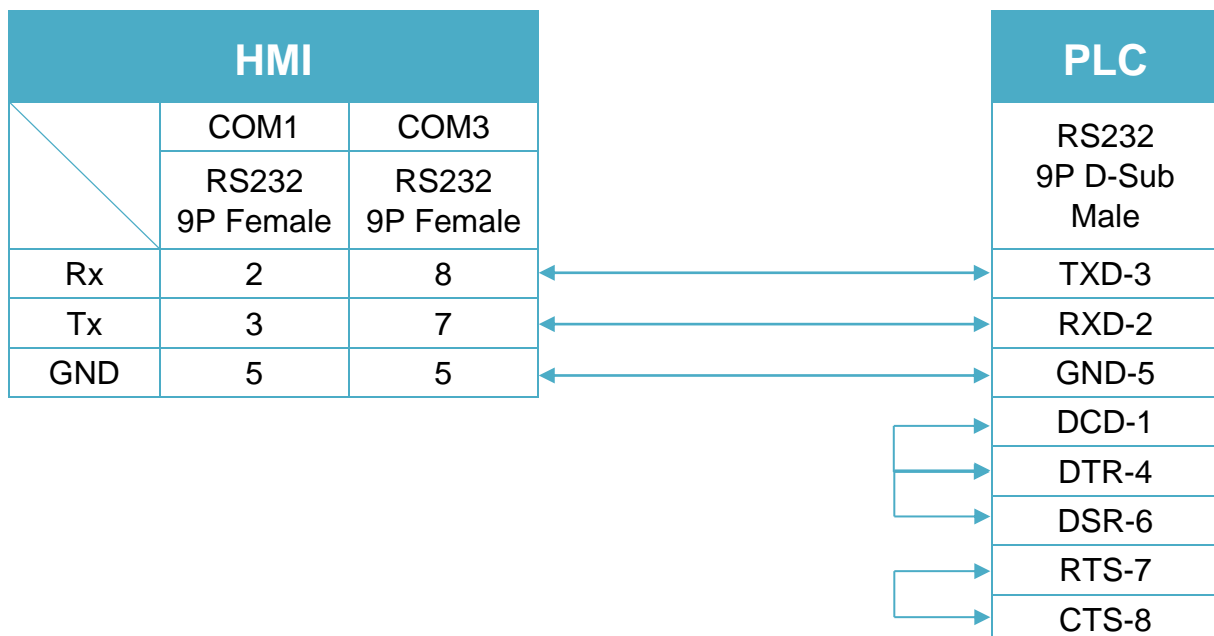 HMI
PLC
COM1 COM3
RS232
9P Female
RS232
9P Female
RS232
9P D-Sub
Male
Rx 2 8 TXD-3
Tx 3 7 RXD-2
GND 5 5 GND-5
DCD-1
DTR-4
DSR-6
RTS-7
CTS-8